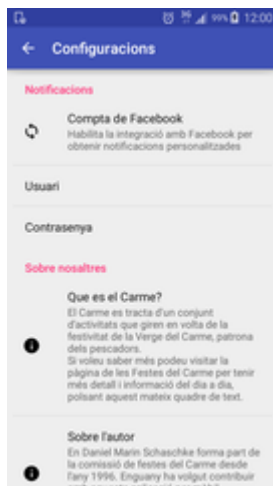 99% 12:00
Configuracions
Notificacions
Compta de Facebook
Habilita la integració amb Facebook per
obtenir notificacions personalitzades
Usuari
Contrasenya
Sobre nosaltres
Que es el Carme?
El Carme es tracta d'un conjunt
d'activitats que giren en volta de la
festivitat de la Verge del Carme, patrona
dels pescadors.
Si voleu saber més podeu visitar la
pàgina de les Festes del Carme per tenir
més detall i informació del dia a dia,
polsant aquest mateix quadre de text.
Sobre l'autor
En Daniel Marin Schaschke forma part de
la comissió de festes del Carme desde
l'any 1996. Enguany ha volgut contribuir